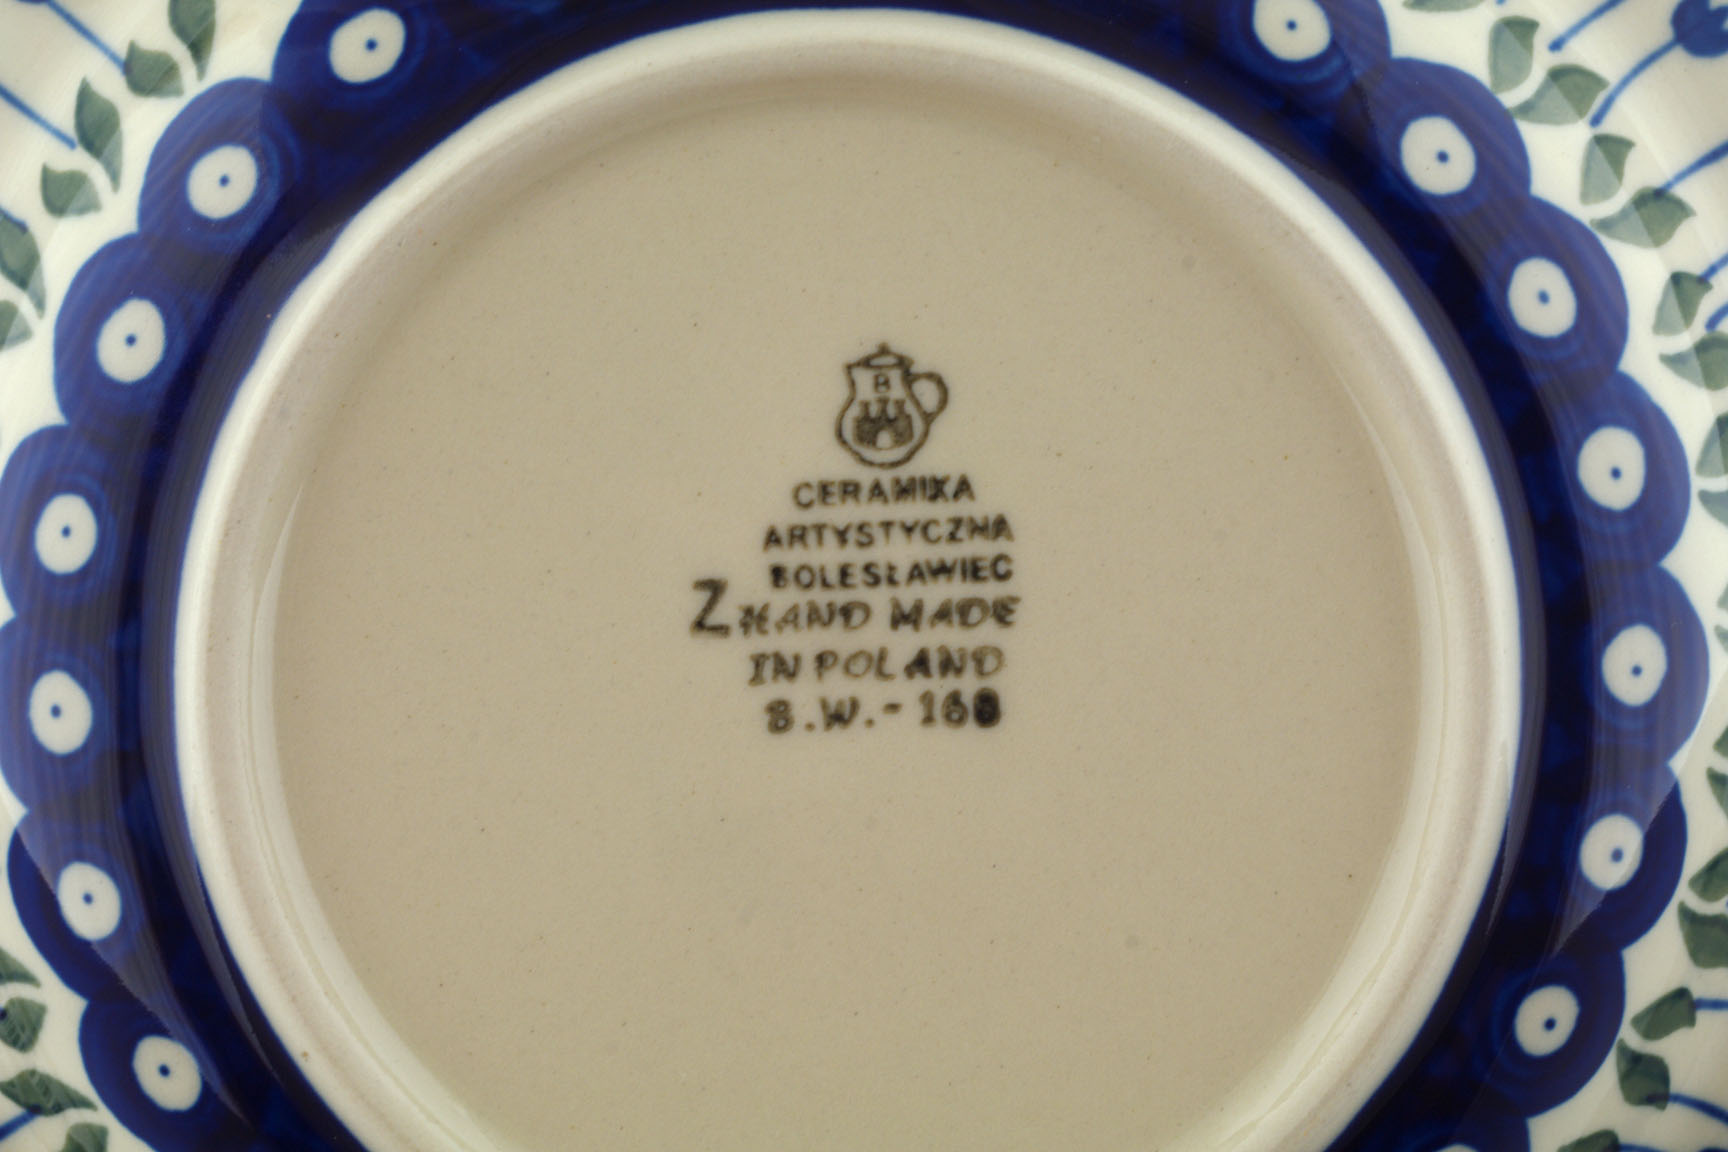 B
CERAMIKA
ARTYSTYCZNA
BOLESŁAWIEC
Z HAND MADE
IN POLAND
B.W.-168